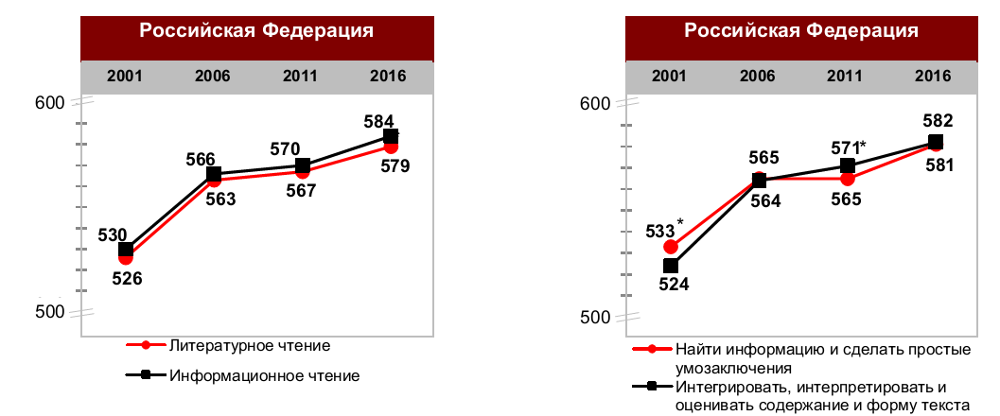 Российская Федерация
2001 2006 2011 2016
600
500
530
566
570
584
526
563
567
579
Литературное чтение
Информационное чтение
Российская Федерация
2001 2006 2011 2016
600
500
533*
565
571*
582
524
564
565
581
Найти информацию и сделать простые
умозаключения
Интегрировать, интерпретировать и
оценивать содержание и форму текста